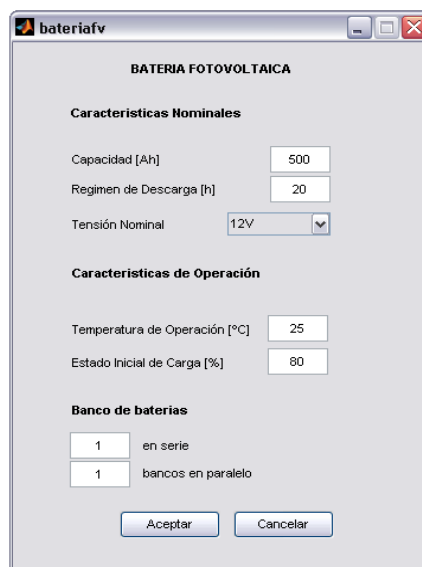 bateriafv
BATERIA FOTOVOLTAICA
Caracteristicas Nominales
Capacidad [Ah] 500
Regimen de Descarga [h] 20
Tensión Nominal 12V
Caracteristicas de Operación
Temperatura de Operación [ºC] 25
Estado Inicial de Carga [%] 80
Banco de baterias
1 en serie
1 bancos en paralelo
Aceptar Cancelar